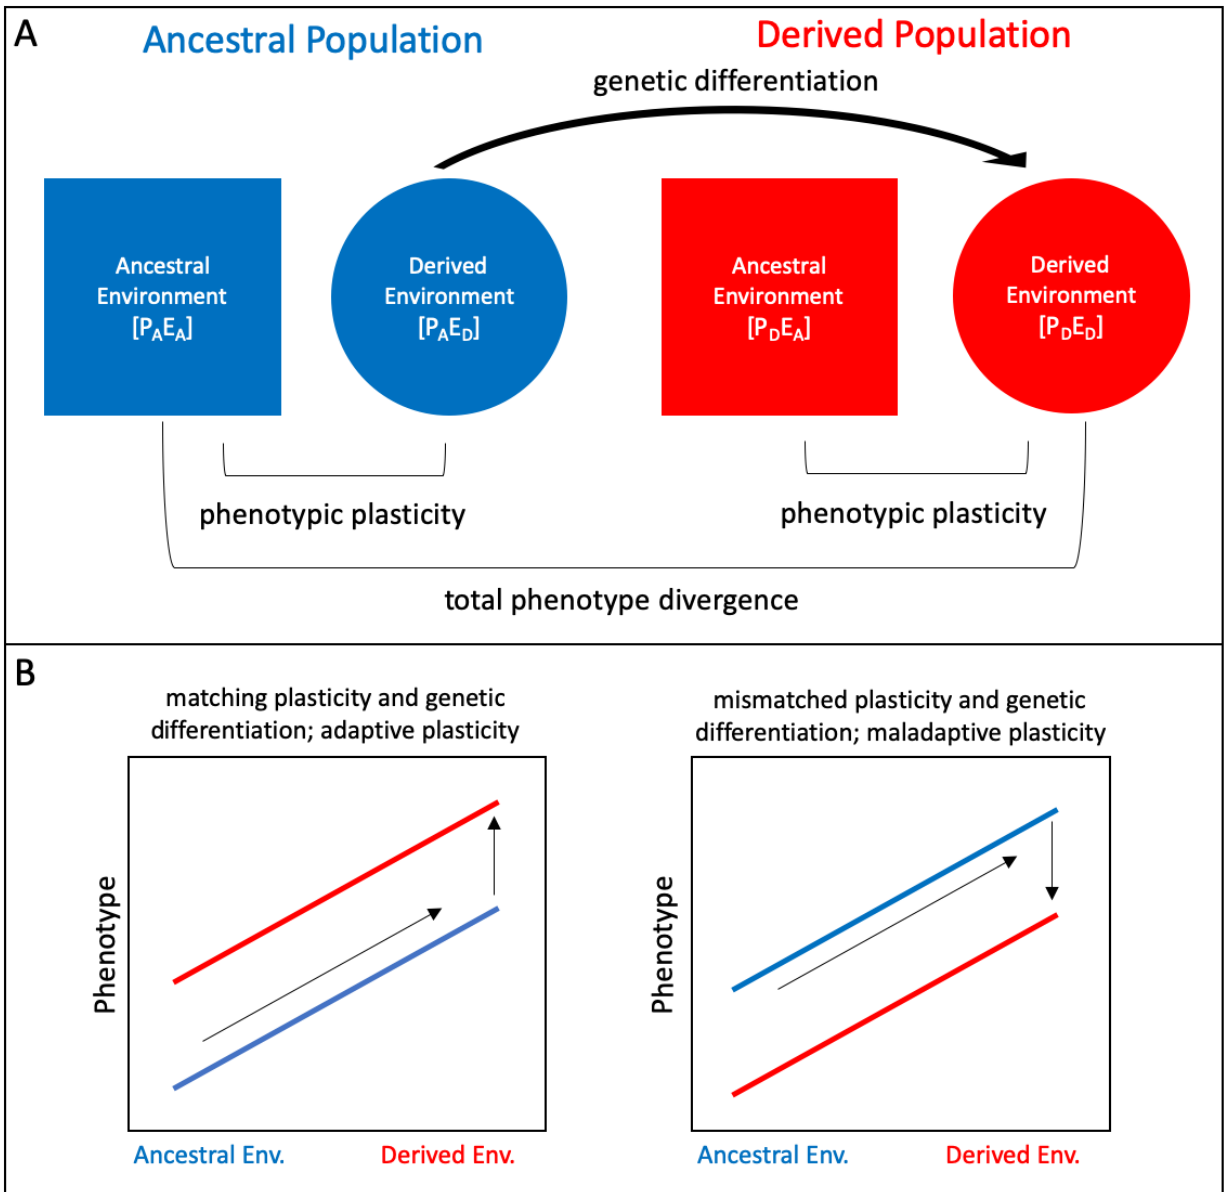 A
Ancestral Population
Derived Population
genetic differentiation
Ancestral
Environment
[PAEA]
Derived
Environment
[PAED]
Ancestral
Environment
[PDEA]
Derived
Environment
[PDED]
phenotypic plasticity
phenotypic plasticity
total phenotype divergence
B
matching plasticity and genetic
differentiation; adaptive plasticity
mismatched plasticity and genetic
differentiation; maladaptive plasticity
Phenotype
Phenotype
Ancestral Env.
Derived Env.
Ancestral Env.
Derived Env.